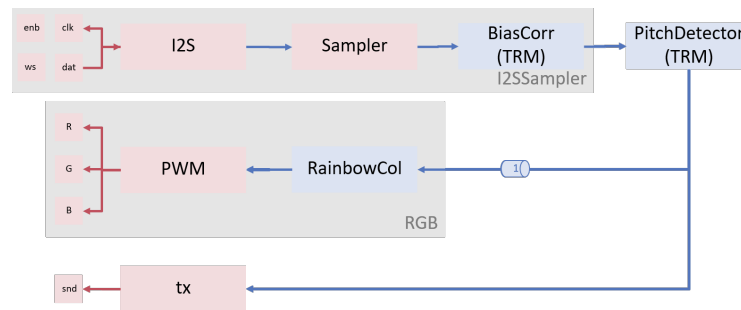 enb
clk
I2S
Sampler
BiasCorr
(TRM)
PitchDetector
(TRM)
ws
dat
I2SSampler
R
G
B
PWM
RainbowCol
1
RGB
snd
tx